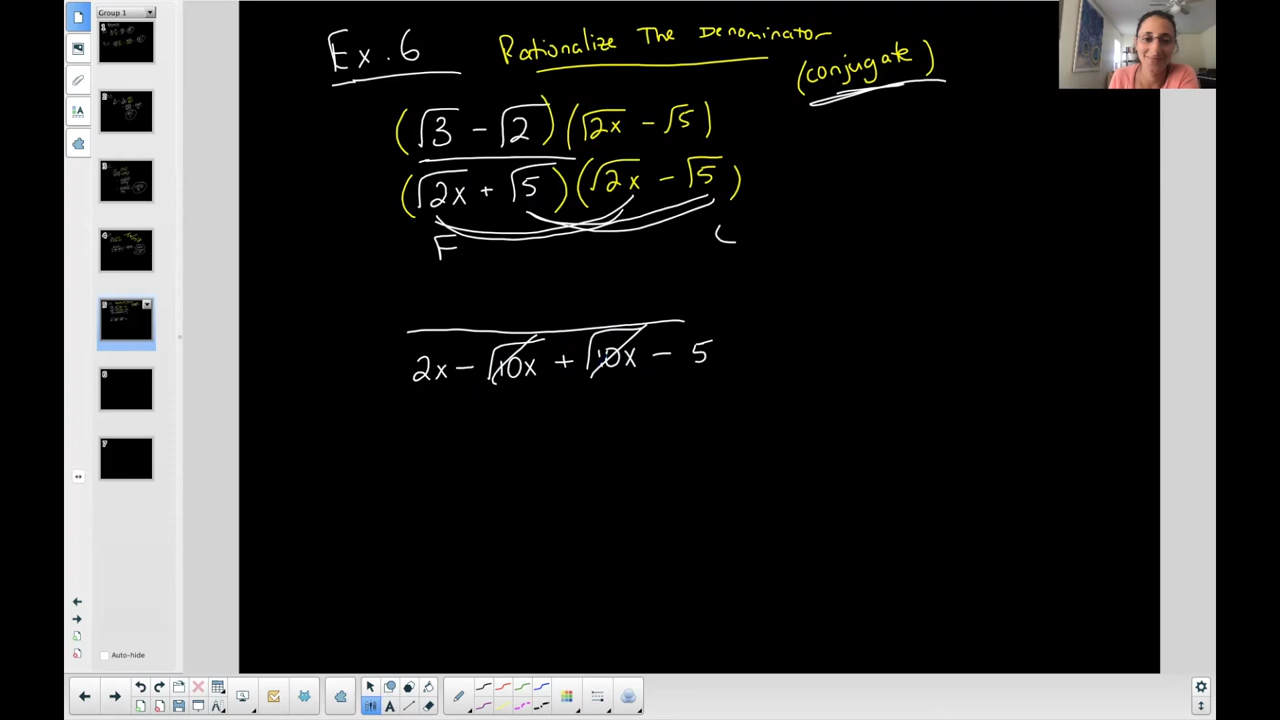 Group 1
Ex. 6 Rationalize The Denominator
(conjugate)
(√3 - √2)(√2x - √5)
(√2x + √5)(√2x - √5)
F L
2x - √10x + √10x - 5
Auto-hide